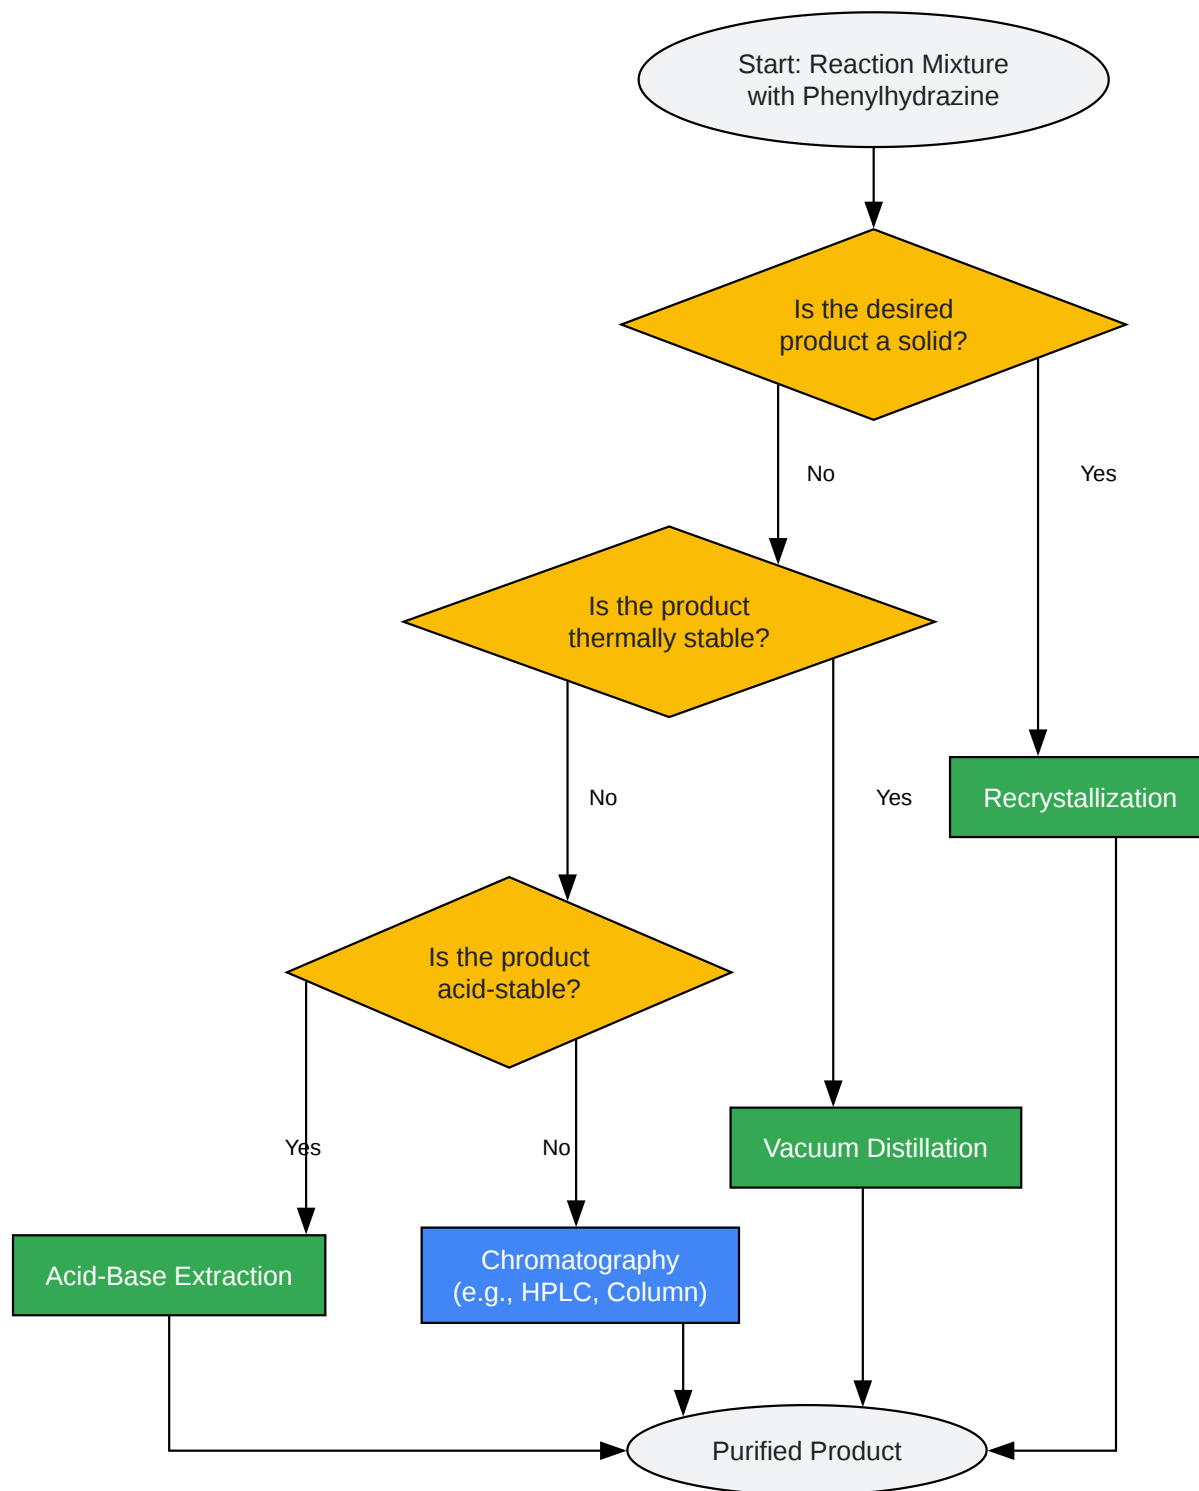 Start: Reaction Mixture
with Phenylhydrazine
Is the desired
product a solid?
No
Yes
Is the product
thermally stable?
No
Yes
Recrystallization
Is the product
acid-stable?
Yes
No
Vacuum Distillation
Acid-Base Extraction
Chromatography
(e.g., HPLC, Column)
Purified Product